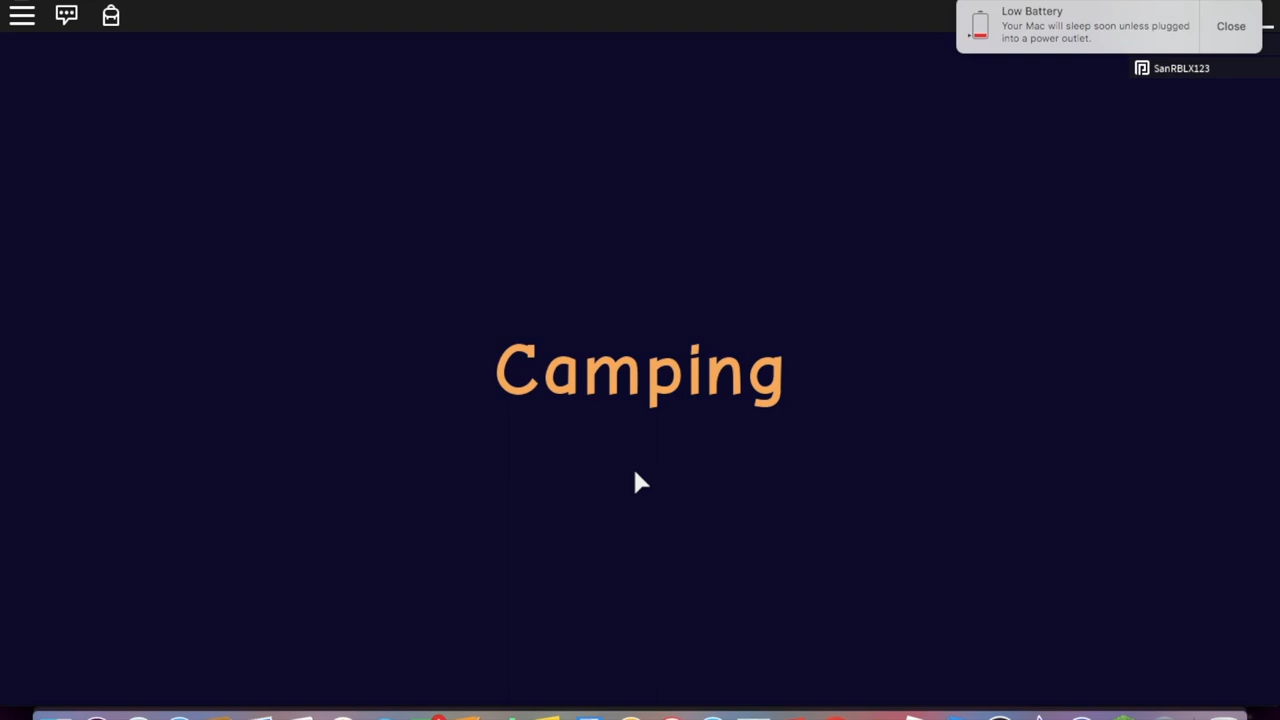 Low Battery
Your Mac will sleep soon unless plugged
into a power outlet.
Close
SanRBLX123
Camping